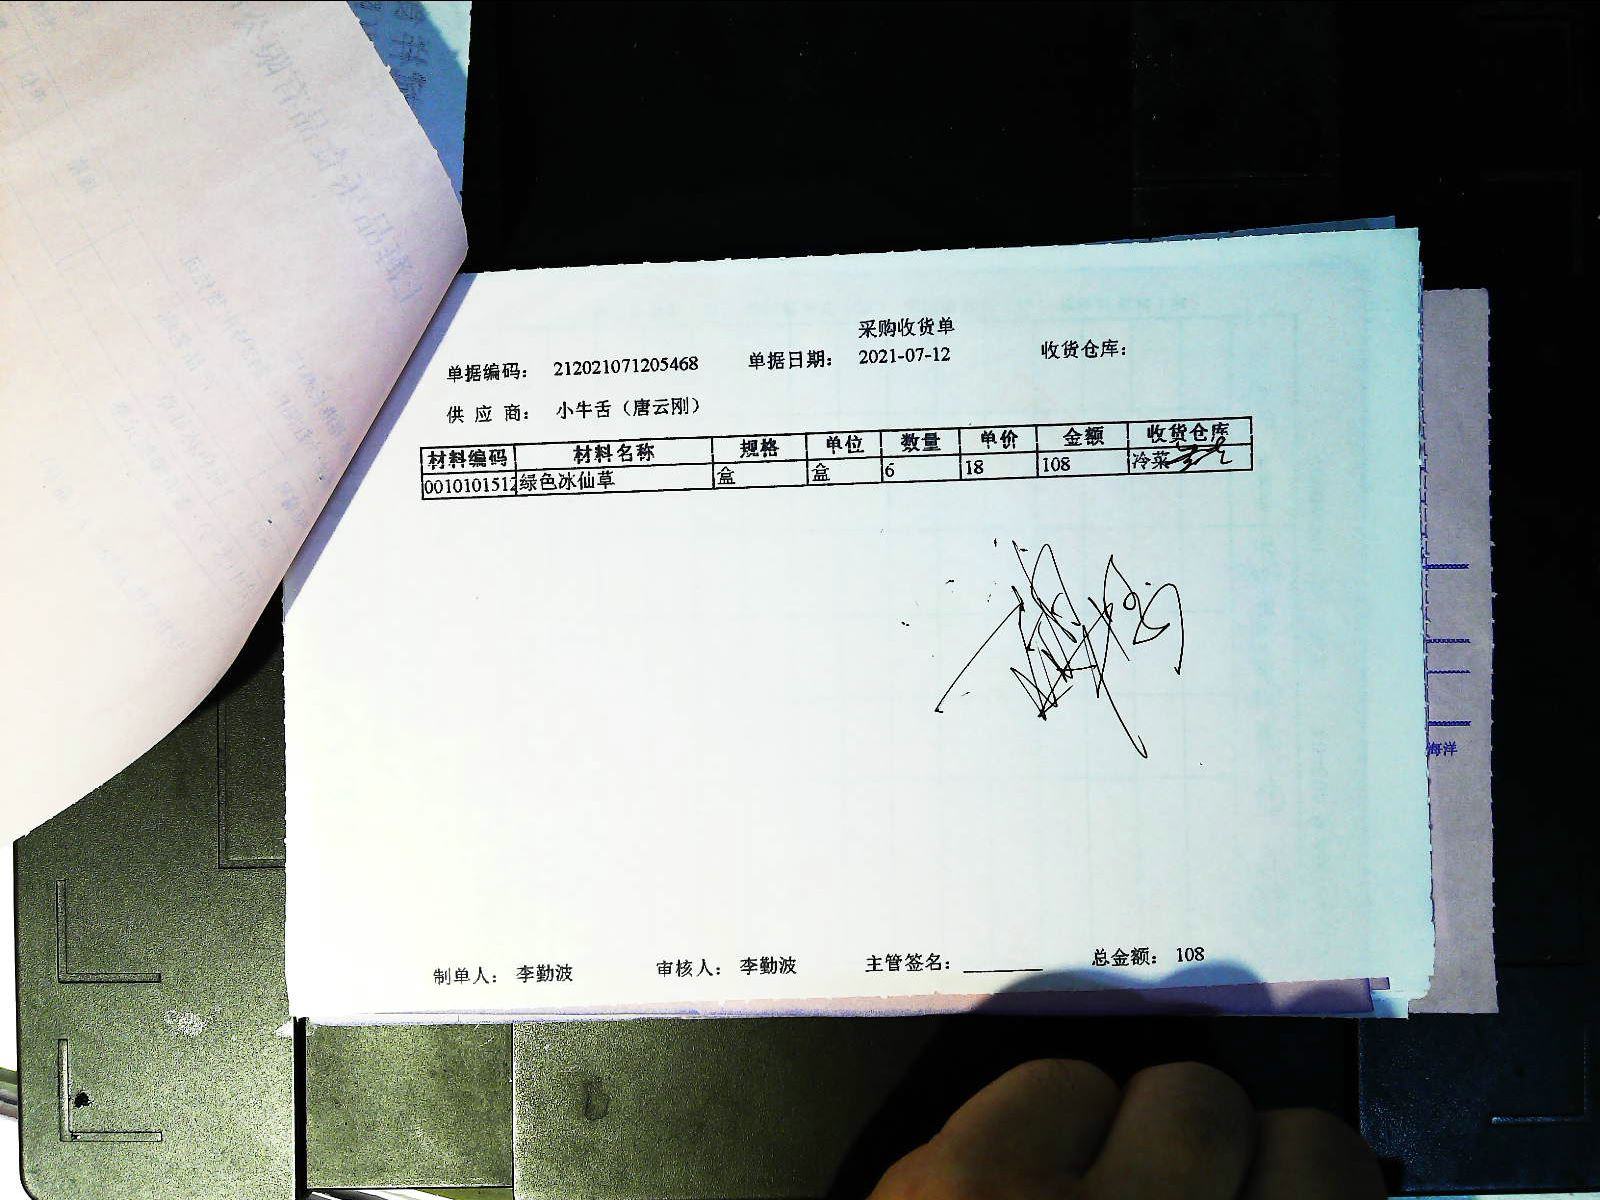 采购收货单
单据编码： 212021071205468 单据日期： 2021-07-12 收货仓库：
供 应 商： 小牛舌（唐云刚）
材料编码 材料名称 规格 单位 数量 单价 金额 收货仓库
0010101512 绿色冰仙草 盒 盒 6 18 108 冷菜
制单人： 李勤波 审核人： 李勤波 主管签名： 总金额： 108
海洋